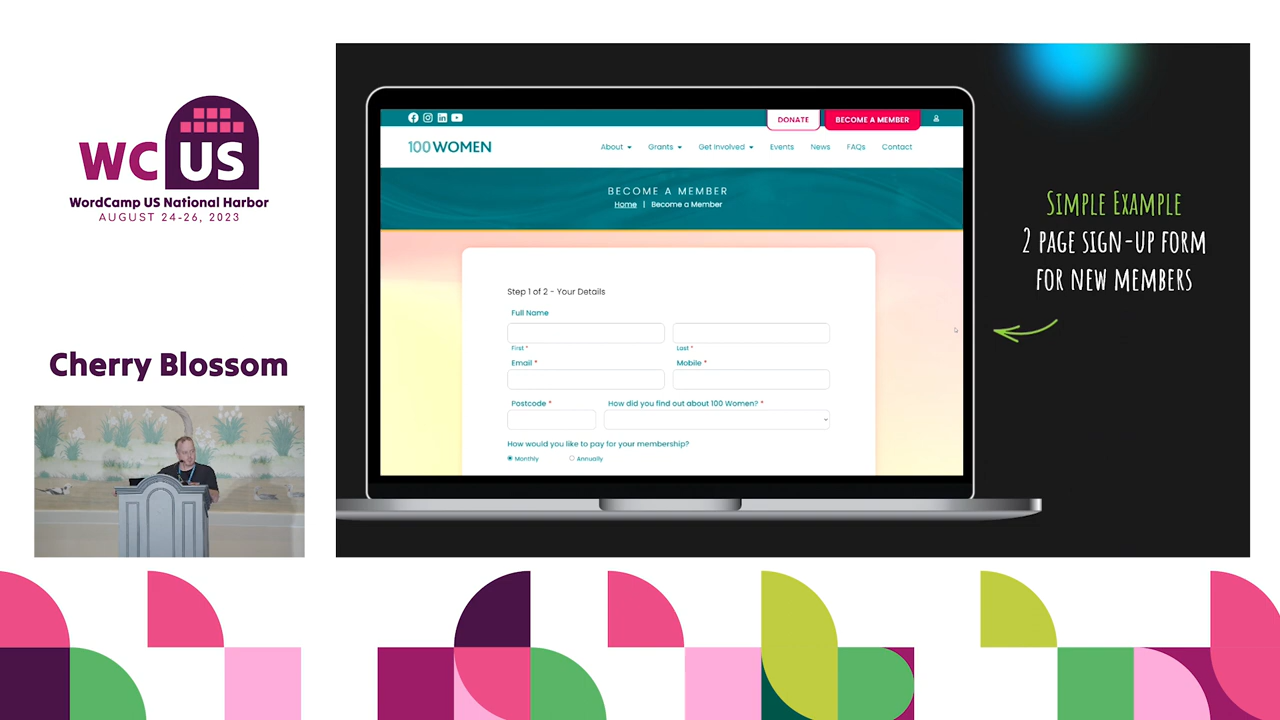 WC US
WordCamp US National Harbor
AUGUST 24-26, 2023
Cherry Blossom
DONATE
BECOME A MEMBER
100 WOMEN
About
Grants
Get Involved
Events
News
FAQs
Contact
BECOME A MEMBER
Home | Become a Member
Step 1 of 2 - Your Details
Full Name
First *
Last *
Email *
Mobile *
Postcode *
How did you find out about 100 Women? *
How would you like to pay for your membership?
Monthly
Annually
SIMPLE EXAMPLE
2 PAGE SIGN-UP FORM
FOR NEW MEMBERS